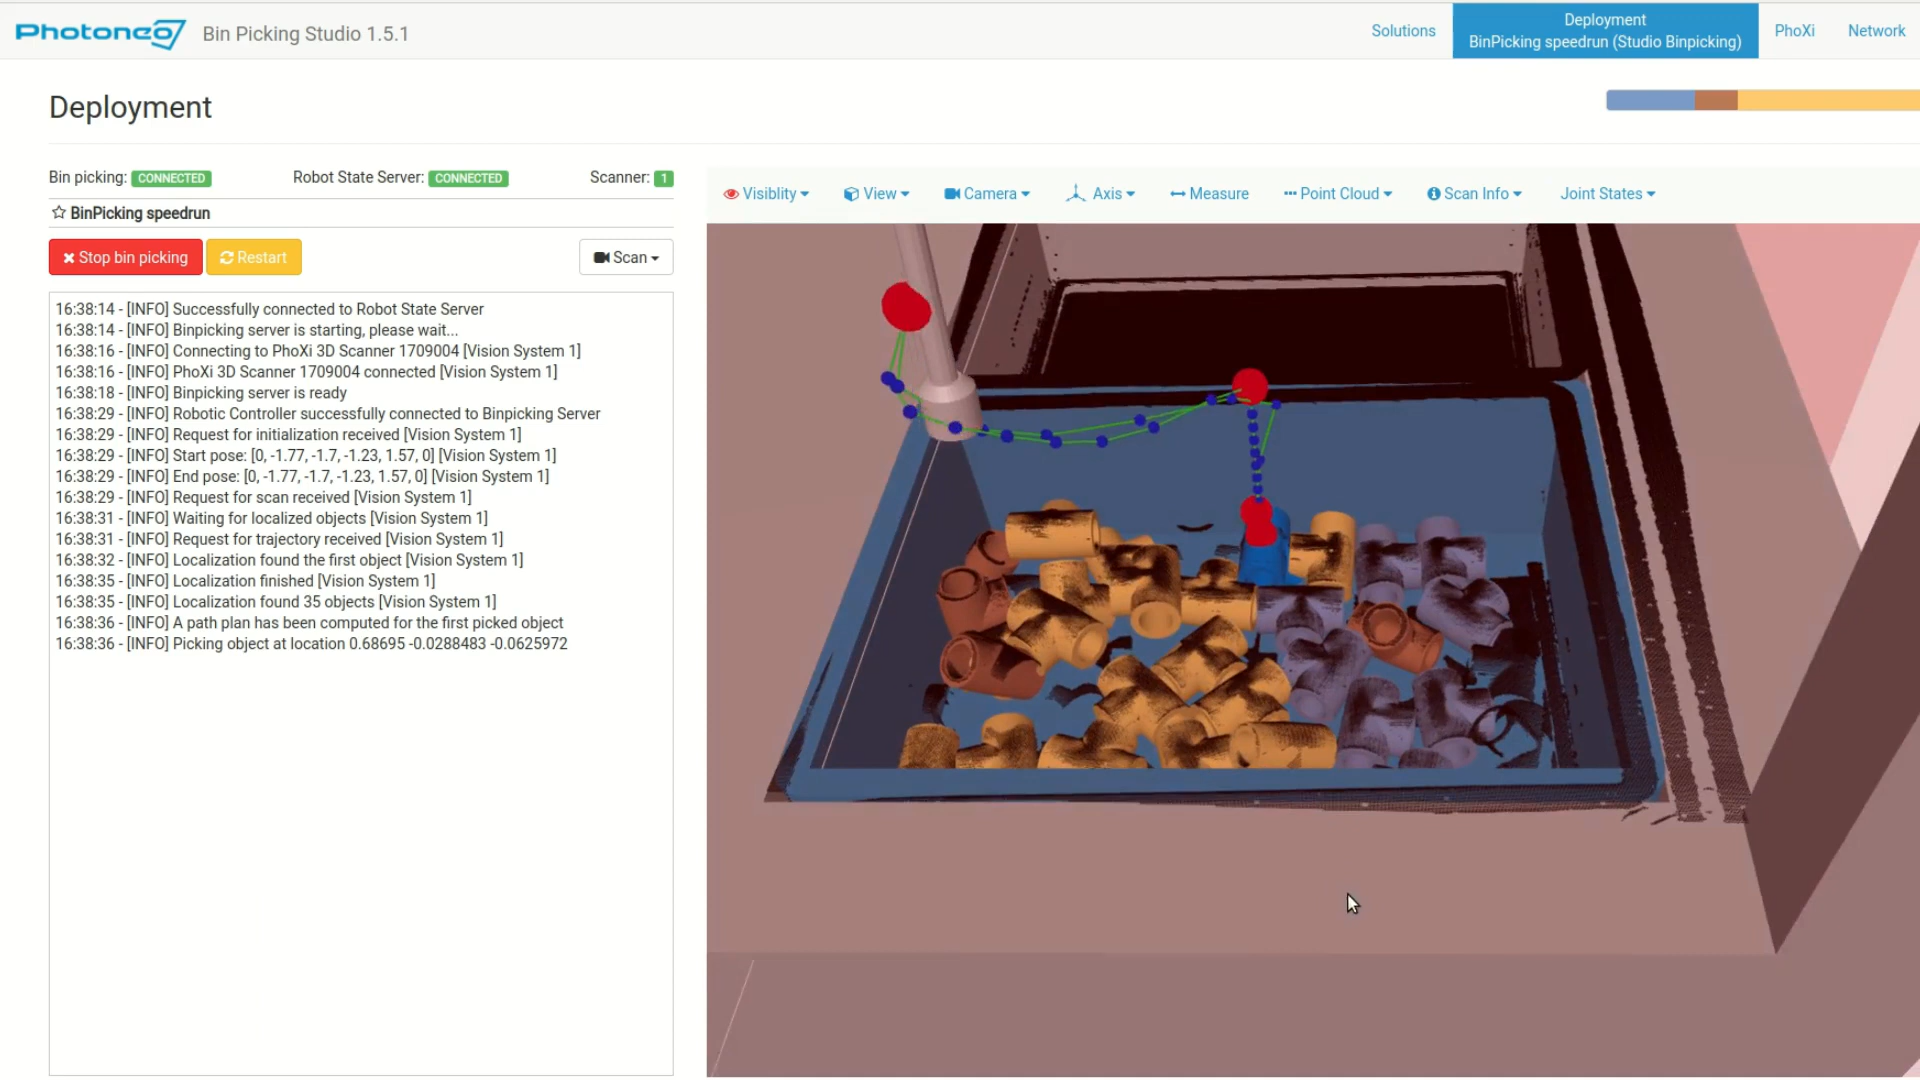 Photoneo Bin Picking Studio 1.5.1
Solutions
Deployment
BinPicking speedrun (Studio Binpicking)
PhoXi
Network
Deployment
Bin picking: CONNECTED Robot State Server: CONNECTED Scanner: 1
BinPicking speedrun
Stop bin picking Restart Scan
Visiblity View Camera Axis Measure Point Cloud Scan Info Joint States
16:38:14 - [INFO] Successfully connected to Robot State Server
16:38:14 - [INFO] Binpicking server is starting, please wait...
16:38:16 - [INFO] Connecting to PhoXi 3D Scanner 1709004 [Vision System 1]
16:38:16 - [INFO] PhoXi 3D Scanner 1709004 connected [Vision System 1]
16:38:18 - [INFO] Binpicking server is ready
16:38:29 - [INFO] Robotic Controller successfully connected to Binpicking Server
16:38:29 - [INFO] Request for initialization received [Vision System 1]
16:38:29 - [INFO] Start pose: [0, -1.77, -1.7, -1.23, 1.57, 0] [Vision System 1]
16:38:29 - [INFO] End pose: [0, -1.77, -1.7, -1.23, 1.57, 0] [Vision System 1]
16:38:29 - [INFO] Request for scan received [Vision System 1]
16:38:31 - [INFO] Waiting for localized objects [Vision System 1]
16:38:31 - [INFO] Request for trajectory received [Vision System 1]
16:38:32 - [INFO] Localization found the first object [Vision System 1]
16:38:35 - [INFO] Localization finished [Vision System 1]
16:38:35 - [INFO] Localization found 35 objects [Vision System 1]
16:38:36 - [INFO] A path plan has been computed for the first picked object
16:38:36 - [INFO] Picking object at location 0.68695 -0.0288483 -0.0625972